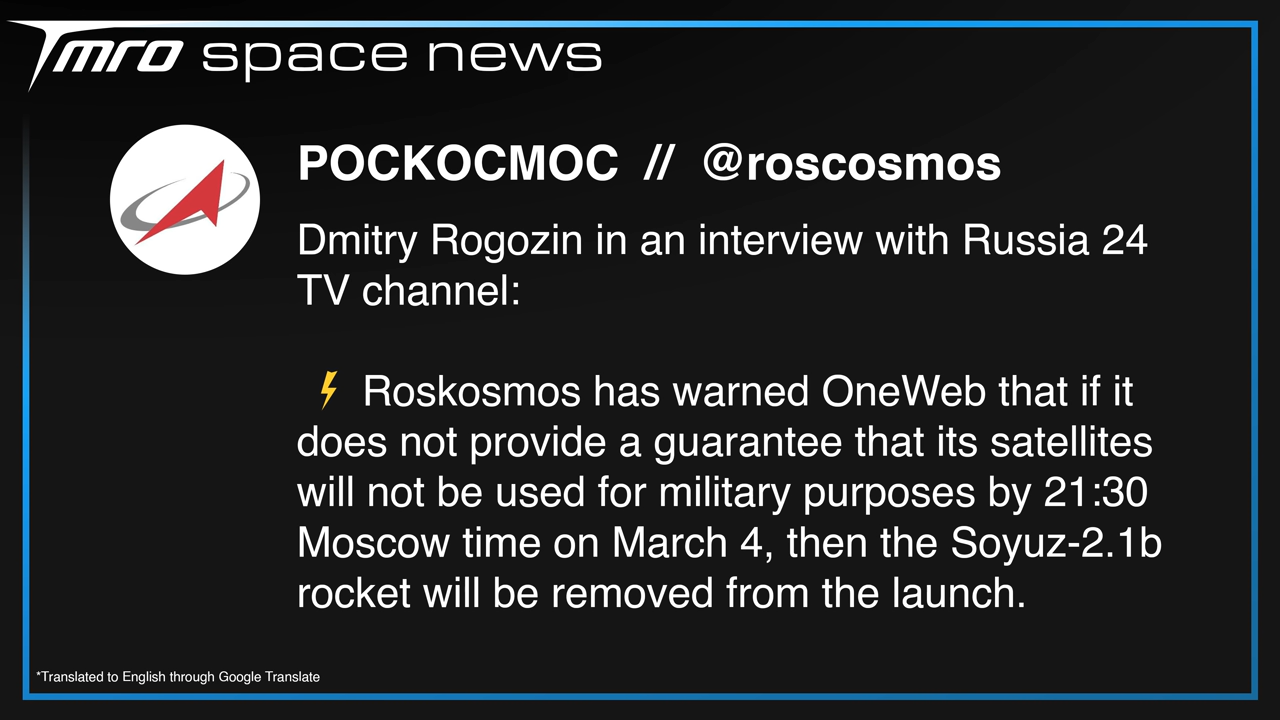 TMRO space news
РОСКОСМОС // @roscosmos
Dmitry Rogozin in an interview with Russia 24
TV channel:
⚡ Roskosmos has warned OneWeb that if it
does not provide a guarantee that its satellites
will not be used for military purposes by 21:30
Moscow time on March 4, then the Soyuz-2.1b
rocket will be removed from the launch.
*Translated to English through Google Translate